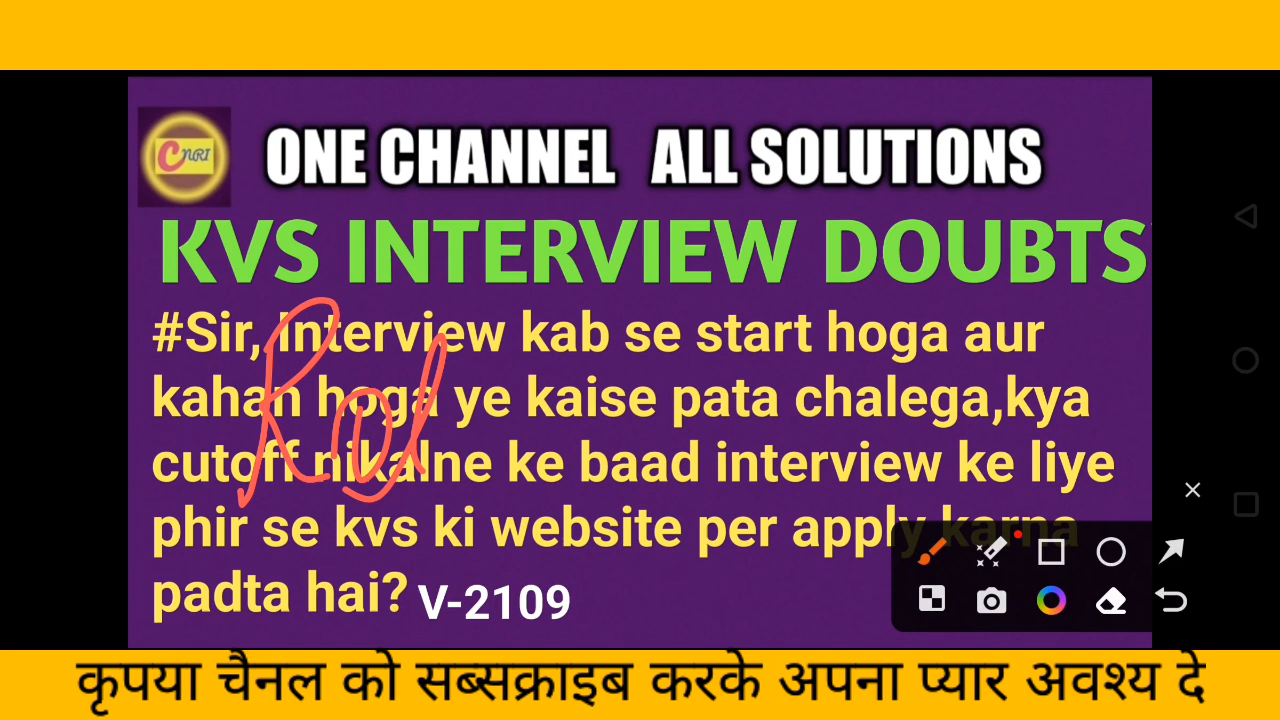 CNRI
ONE CHANNEL ALL SOLUTIONS
KVS INTERVIEW DOUBTS
#Sir, Interview kab se start hoga aur
kahan hoga ye kaise pata chalega,kya
cutoff nikalne ke baad interview ke liye
phir se kvs ki website per apply karna
padta hai? V-2109
कृपया चैनल को सब्सक्राइब करके अपना प्यार अवश्य दे